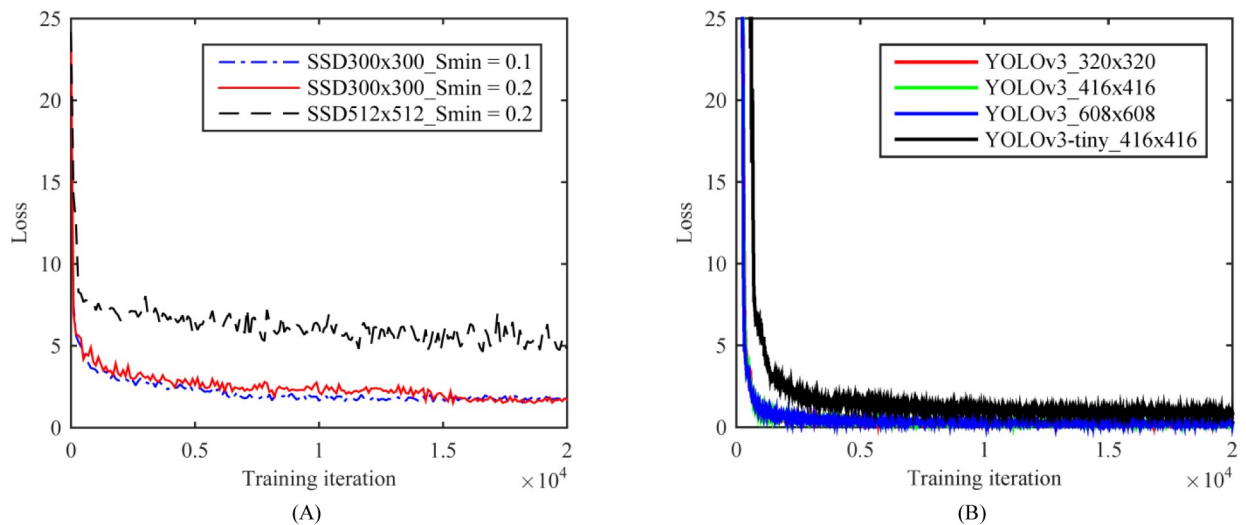 25
20
15
10
5
0
Loss
SSD300x300_Smin = 0.1
SSD300x300_Smin = 0.2
SSD512x512_Smin = 0.2
0 0.5 1 1.5 2
Training iteration
×10⁴
(A)
25
20
15
10
5
0
Loss
YOLOv3_320x320
YOLOv3_416x416
YOLOv3_608x608
YOLOv3-tiny_416x416
0 0.5 1 1.5 2
Training iteration
×10⁴
(B)